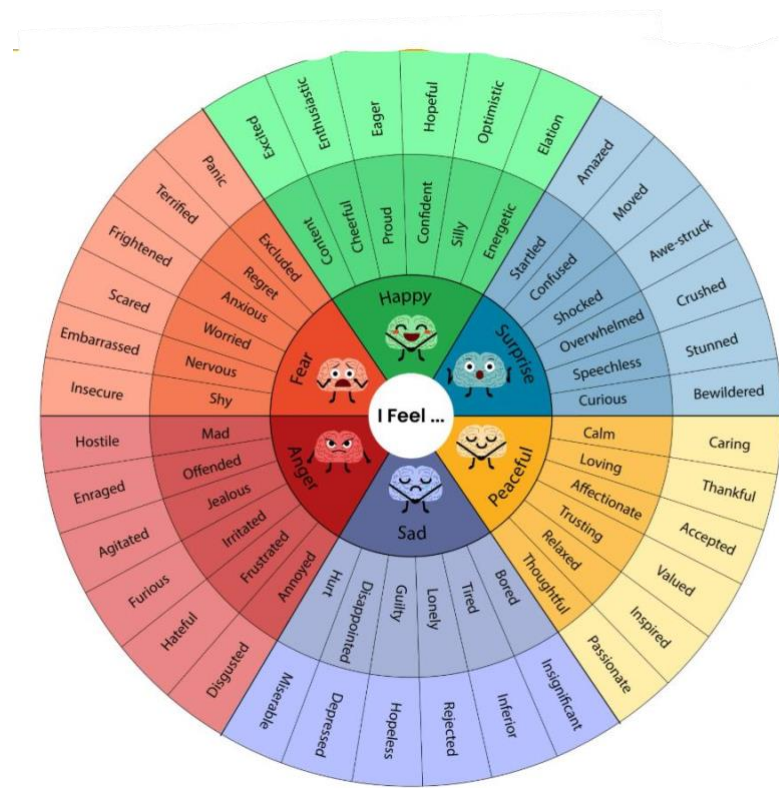 I Feel ...
Happy
Content
Cheerful
Proud
Confident
Silly
Energetic
Excited
Enthusiastic
Eager
Hopeful
Optimistic
Elation
Surprise
Startled
Confused
Shocked
Overwhelmed
Speechless
Curious
Amazed
Moved
Awe-struck
Crushed
Stunned
Bewildered
Peaceful
Calm
Loving
Affectionate
Trusting
Relaxed
Thoughtful
Caring
Thankful
Accepted
Valued
Inspired
Passionate
Sad
Bored
Tired
Lonely
Guilty
Disappointed
Hurt
Insignificant
Inferior
Rejected
Hopeless
Depressed
Miserable
Anger
Annoyed
Frustrated
Irritated
Jealous
Offended
Mad
Disgusted
Hateful
Furious
Agitated
Enraged
Hostile
Fear
Shy
Nervous
Worried
Anxious
Regret
Excluded
Insecure
Embarrassed
Scared
Frightened
Terrified
Panic